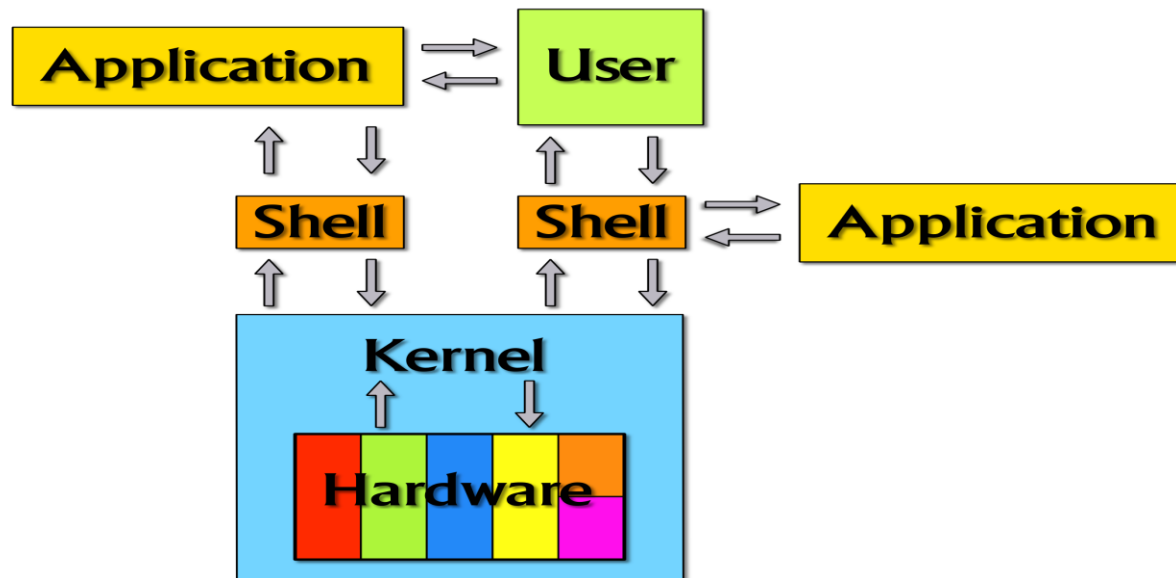 Application
User
Shell
Shell
Application
Kernel
Hardware